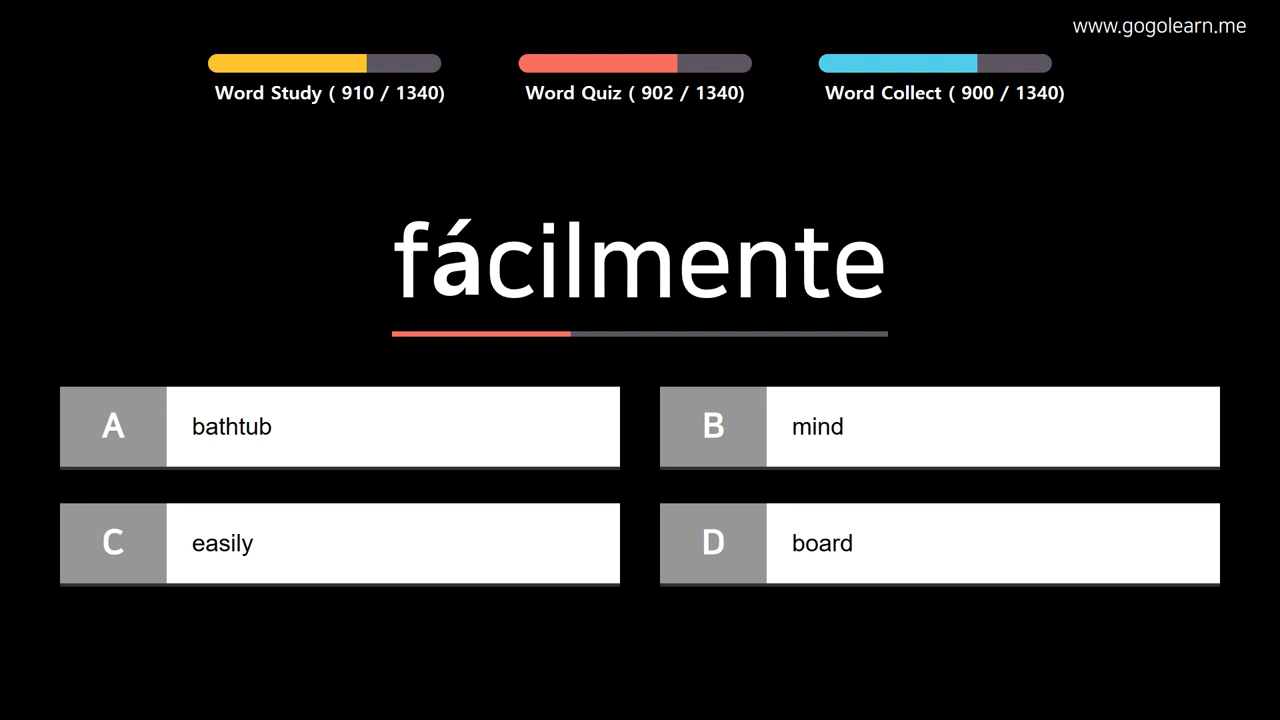 www.gogolearn.me
Word Study ( 910 / 1340)
Word Quiz ( 902 / 1340)
Word Collect ( 900 / 1340)
fácilmente
A bathtub
B mind
C easily
D board